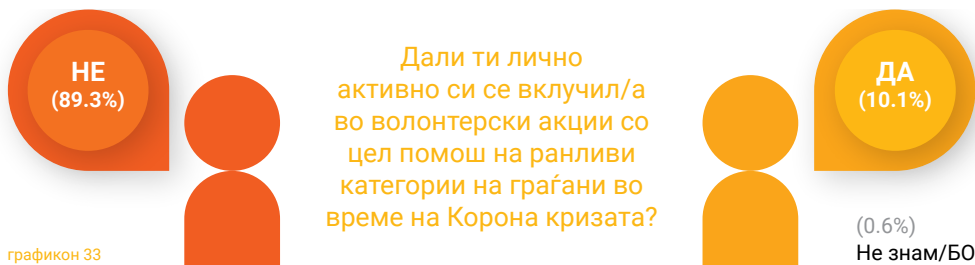 НЕ
(89.3%)
Дали ти лично
активно си се вклучил/а
во волонтерски акции со
цел помош на ранливи
категории на граѓани во
време на Корона кризата?
ДА
(10.1%)
(0.6%)
Не знам/БО
графикон 33